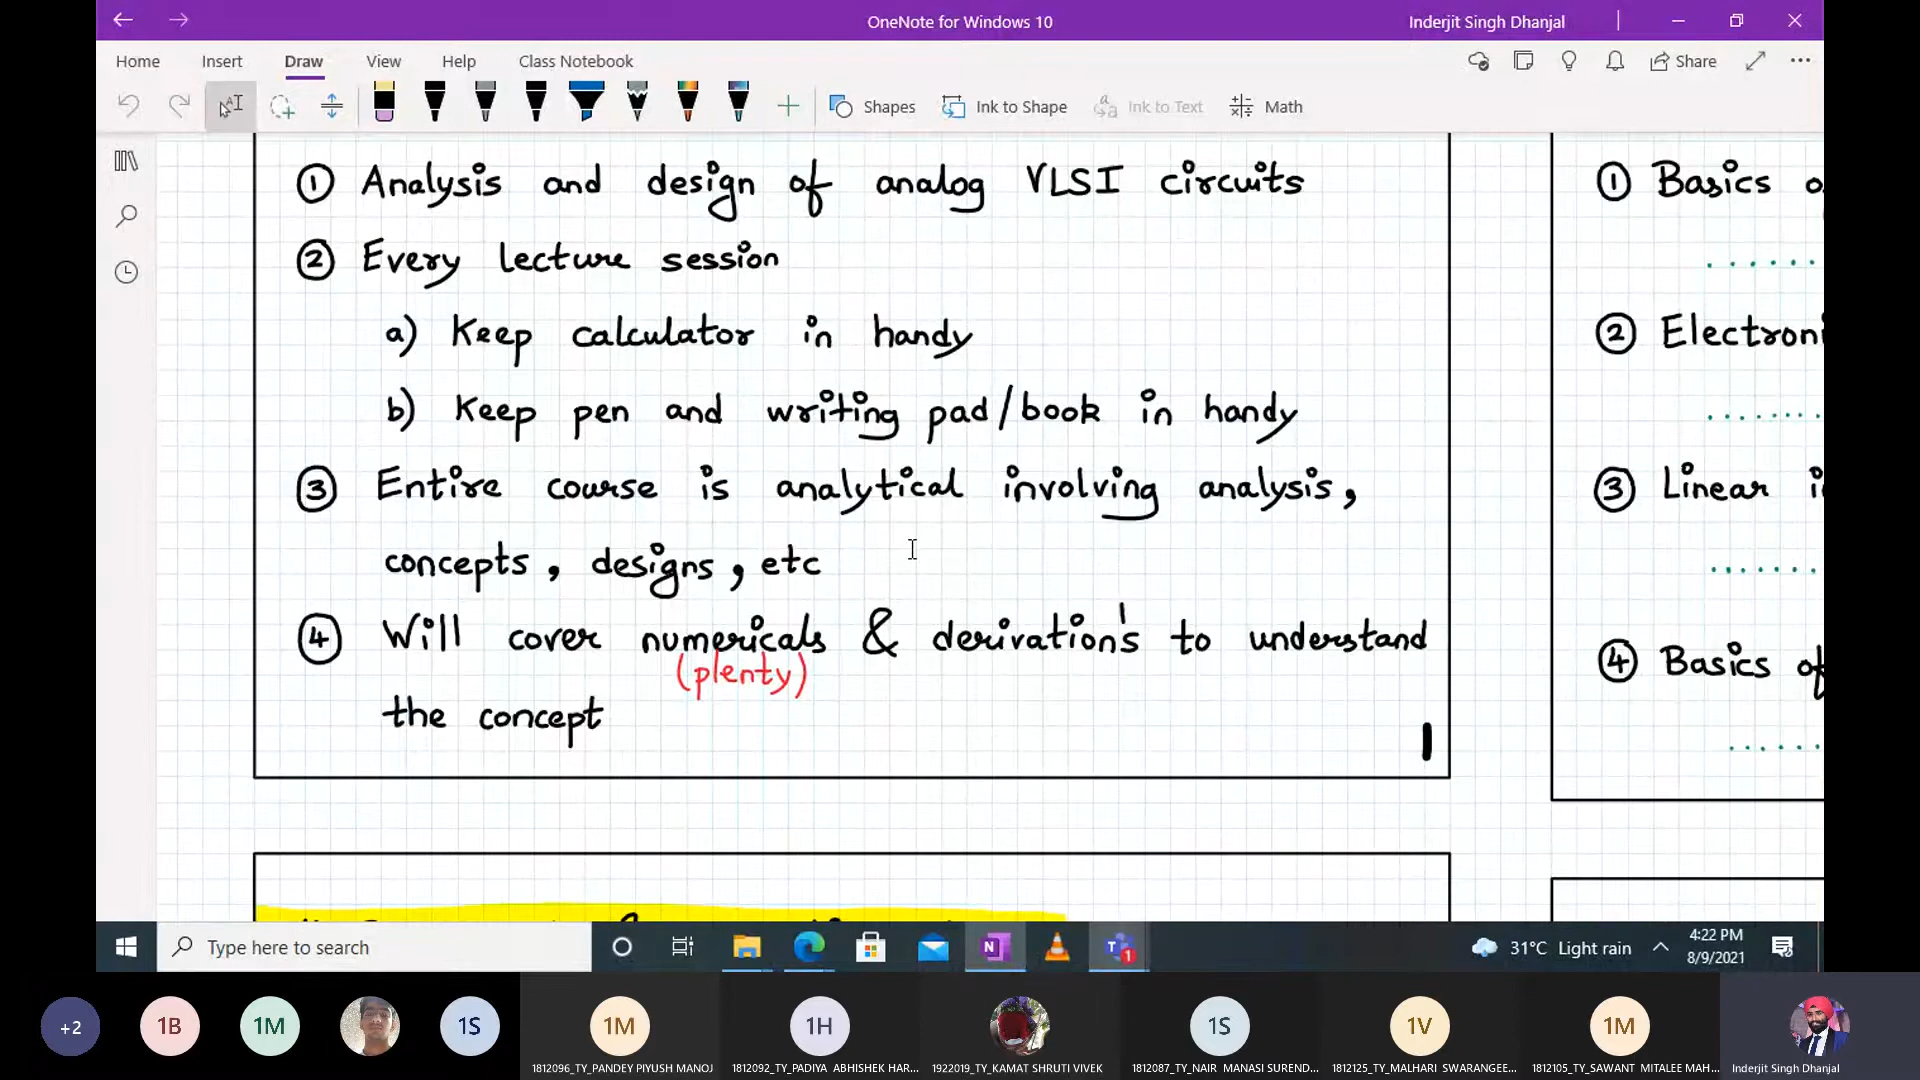 OneNote for Windows 10
Inderjit Singh Dhanjal
Home Insert Draw View Help Class Notebook
Share
Shapes Ink to Shape Ink to Text Math
① Analysis and design of analog VLSI circuits
② Every lecture session
a) Keep calculator in handy
b) Keep pen and writing pad/book in handy
③ Entire course is analytical involving analysis,
concepts, designs, etc
④ Will cover numericals & derivation's to understand
(plenty)
the concept
1
① Basics
② Electroni
③ Linear
④ Basics of
Type here to search
31°C Light rain
4:22 PM
8/9/2021
+2 1B 1M 1S 1M 1H 1S 1V 1M
1812096_TY_PANDEY PIYUSH MANOJ
1812092_TY_PADIYA ABHISHEK HAR...
1922019_TY_KAMAT SHRUTI VIVEK
1812087_TY_NAIR MANASI SUREND...
1812125_TY_MALHARI SWARANGEE...
1812105_TY_SAWANT MITALEE MAH...
Inderjit Singh Dhanjal